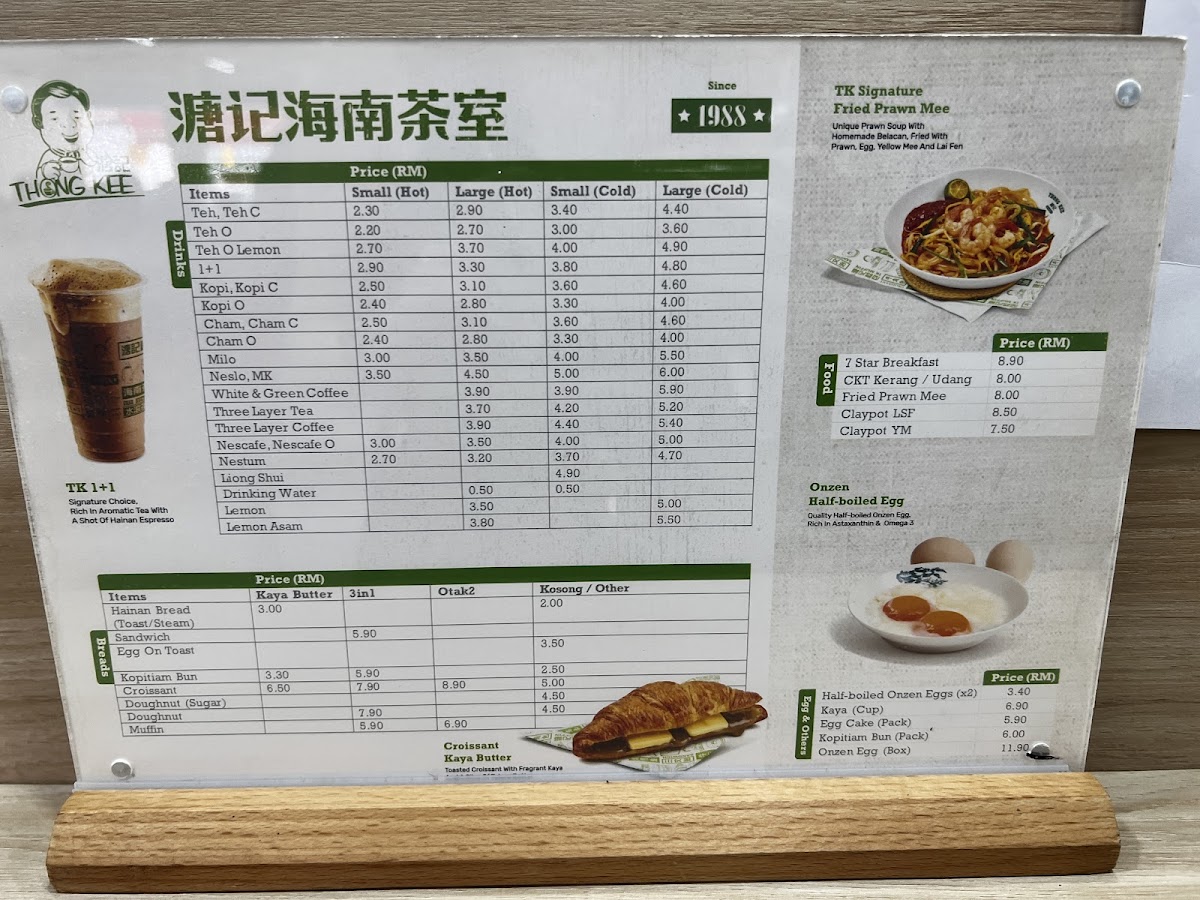 溏记
THONG KEE
溏记海南茶室
Since
★ 1988 ★
Price (RM)
Items Small (Hot) Large (Hot) Small (Cold) Large (Cold)
Drinks
Teh, Teh C 2.30 2.90 3.40 4.40
Teh O 2.20 2.70 3.00 3.60
Teh O Lemon 2.70 3.70 4.00 4.90
1+1 2.90 3.30 3.80 4.80
Kopi, Kopi C 2.50 3.10 3.60 4.60
Kopi O 2.40 2.80 3.30 4.00
Cham, Cham C 2.50 3.10 3.60 4.60
Cham O 2.40 2.80 3.30 4.00
Milo 3.00 3.50 4.00 5.50
Neslo, MK 3.50 4.50 5.00 6.00
White & Green Coffee 3.90 3.90 5.90
Three Layer Tea 3.70 4.20 5.20
Three Layer Coffee 3.90 4.40 5.40
Nescafe, Nescafe O 3.00 3.50 4.00 5.00
Nestum 2.70 3.20 3.70 4.70
Liong Shui 4.90
Drinking Water 0.50 0.50
Lemon 3.50 5.00
Lemon Asam 3.80 5.50
TK 1+1
Signature Choice,
Rich In Aromatic Tea With
A Shot Of Hainan Espresso
Price (RM)
Items Kaya Butter 3in1 Otak2 Kosong / Other
Breads
Hainan Bread 3.00 2.00
(Toast/Steam)
Sandwich 5.90
Egg On Toast 3.50
Kopitiam Bun 3.30 5.90 2.50
Croissant 6.50 7.90 8.90 5.00
Doughnut (Sugar) 4.50
Doughnut 7.90 4.50
Muffin 5.90 6.90
Croissant
Kaya Butter
Toasted Croissant With Fragrant Kaya
TK Signature
Fried Prawn Mee
Unique Prawn Soup With
Homemade Belacan, Fried With
Prawn, Egg, Yellow Mee And Lai Fen
Price (RM)
Food
7 Star Breakfast 8.90
CKT Kerang / Udang 8.00
Fried Prawn Mee 8.00
Claypot LSF 8.50
Claypot YM 7.50
Onzen
Half-boiled Egg
Quality Half-boiled Onzen Egg,
Rich In Astaxanthin & Omega 3
Price (RM)
Egg & Others
Half-boiled Onzen Eggs (x2) 3.40
Kaya (Cup) 6.90
Egg Cake (Pack) 5.90
Kopitiam Bun (Pack) 6.00
Onzen Egg (Box) 11.90